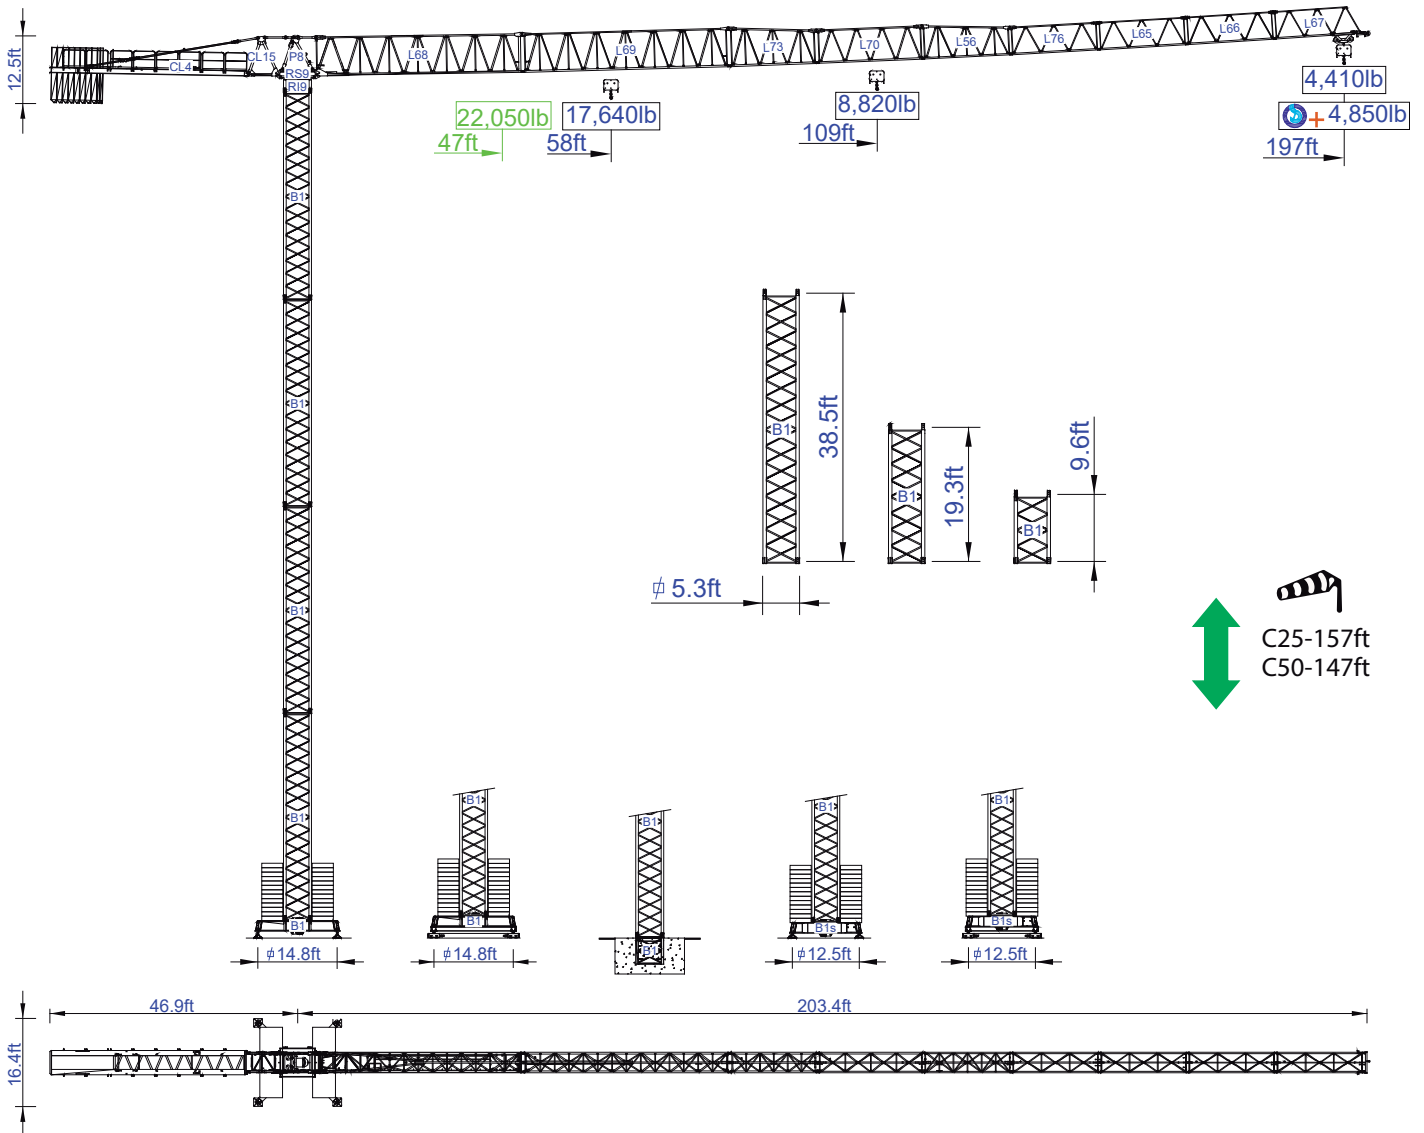 12.5ft
CL4
CL15
P8
RS9
RI9
L68
L69
L73
L70
L56
L76
L65
L66
L67
22,050lb
17,640lb
8,820lb
4,410lb
+ 4,850lb
47ft
58ft
109ft
197ft
B1
B1
B1
B1
B1
B1
38.5ft
B1
19.3ft
B1
9.6ft
⌀ 5.3ft
C25-157ft
C50-147ft
B1
B1
B1
B1
B1
B1
B1s
B1s
⌀14.8ft
⌀14.8ft
⌀12.5ft
⌀12.5ft
46.9ft
203.4ft
16.4ft